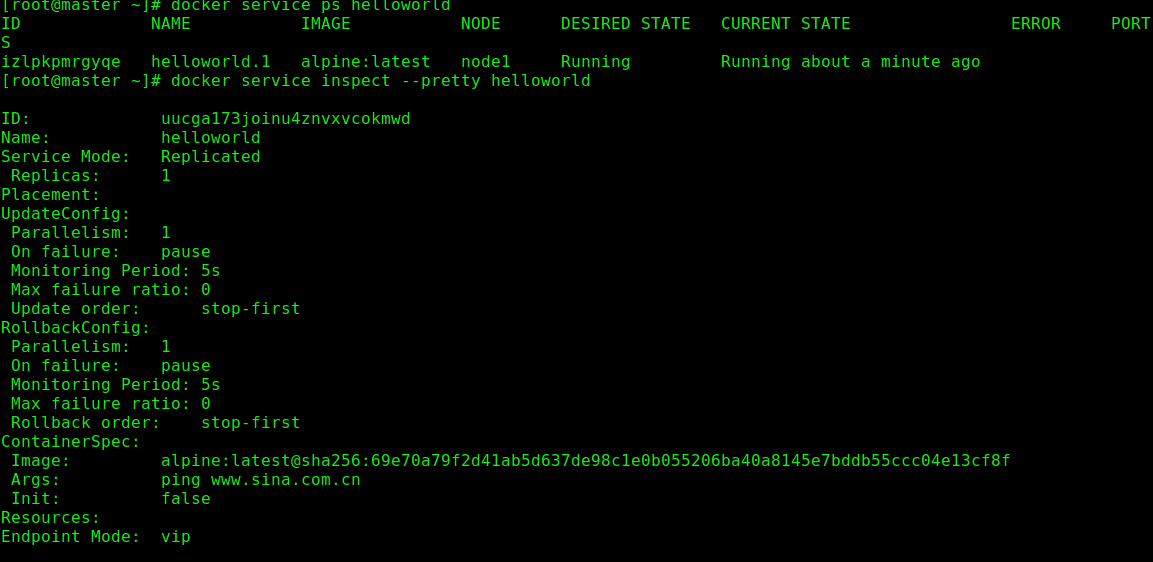 [root@master ~]# docker service ps helloworld
ID             NAME           IMAGE           NODE      DESIRED STATE   CURRENT STATE                ERROR     PORT
S
izlpkpmrgyqe   helloworld.1   alpine:latest   node1     Running         Running about a minute ago
[root@master ~]# docker service inspect --pretty helloworld

ID:             uucga173joinu4znvxvcokmwd
Name:           helloworld
Service Mode:   Replicated
 Replicas:      1
Placement:
UpdateConfig:
 Parallelism:   1
 On failure:    pause
 Monitoring Period: 5s
 Max failure ratio: 0
 Update order:      stop-first
RollbackConfig:
 Parallelism:   1
 On failure:    pause
 Monitoring Period: 5s
 Max failure ratio: 0
 Rollback order:    stop-first
ContainerSpec:
 Image:         alpine:latest@sha256:69e70a79f2d41ab5d637de98c1e0b055206ba40a8145e7bddb55ccc04e13cf8f
 Args:          ping www.sina.com.cn
 Init:          false
Resources:
Endpoint Mode:  vip